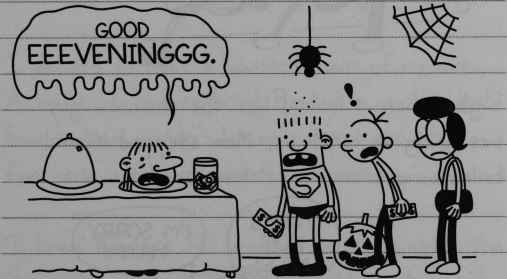 GOOD
EEEVENINGGG.
S
$ $
$ $